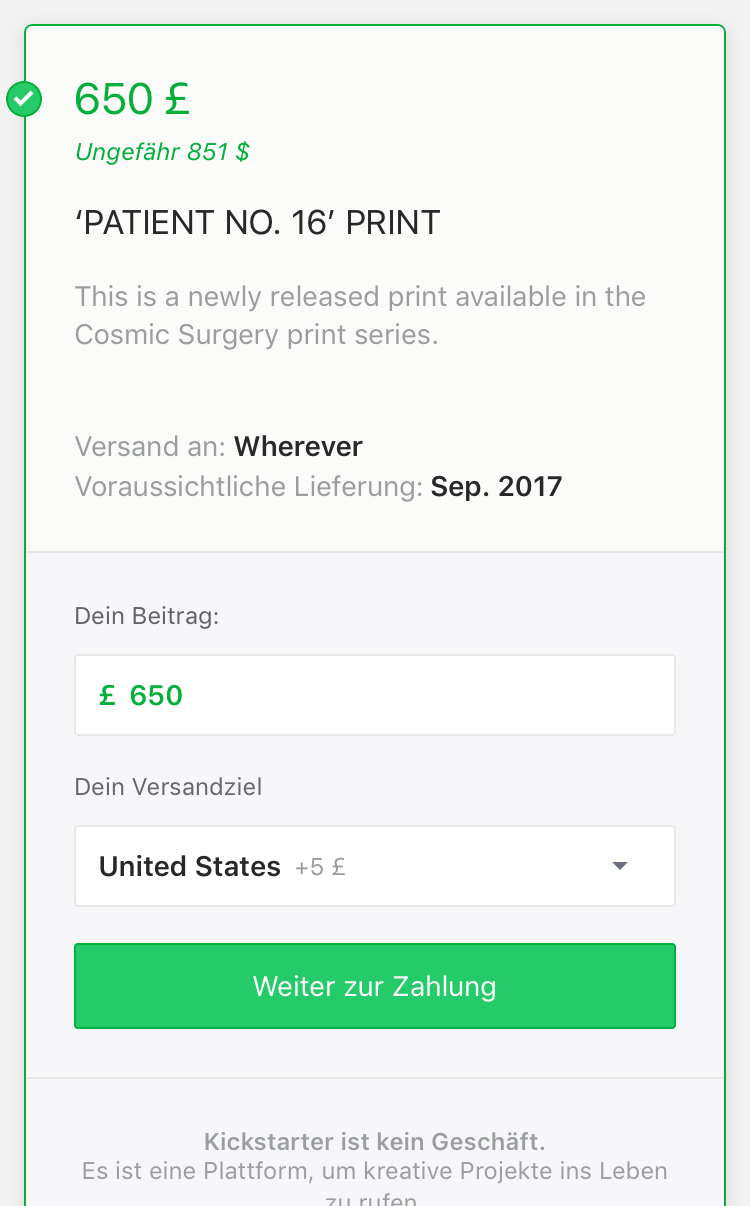 650 £
Ungefähr 851 $
‘PATIENT NO. 16’ PRINT
This is a newly released print available in the
Cosmic Surgery print series.
Versand an: Wherever
Voraussichtliche Lieferung: Sep. 2017
Dein Beitrag:
£ 650
Dein Versandziel
United States +5 £
Weiter zur Zahlung
Kickstarter ist kein Geschäft.
Es ist eine Plattform, um kreative Projekte ins Leben
zu rufen